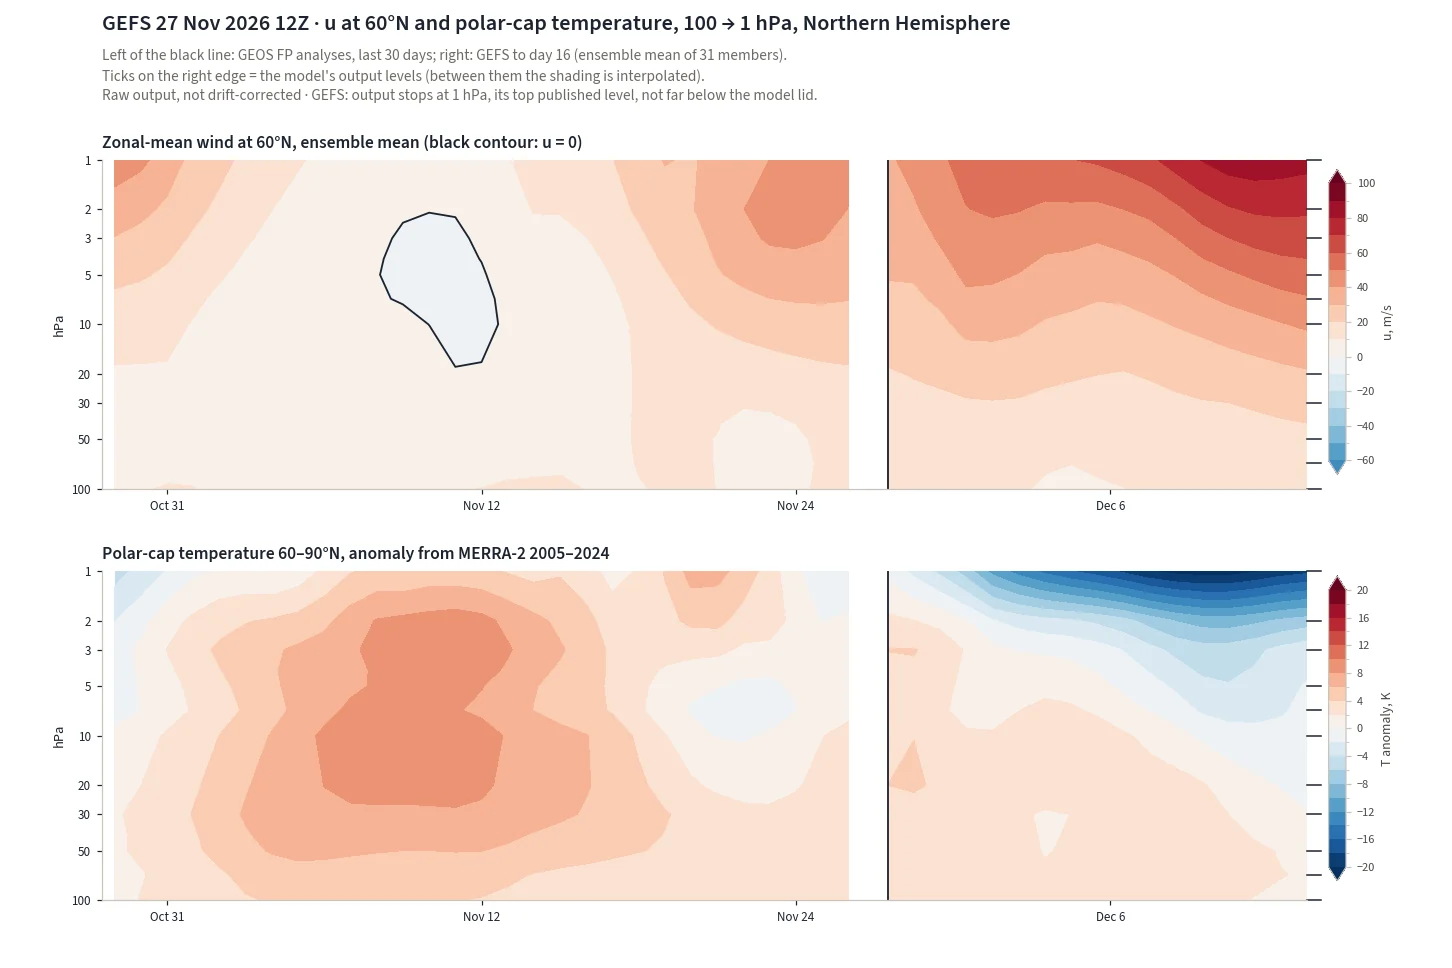 GEFS 27 Nov 2026 12Z · u at 60°N and polar-cap temperature, 100 → 1 hPa, Northern Hemisphere
Left of the black line: GEOS FP analyses, last 30 days; right: GEFS to day 16 (ensemble mean of 31 members).
Ticks on the right edge = the model's output levels (between them the shading is interpolated).
Raw output, not drift-corrected · GEFS: output stops at 1 hPa, its top published level, not far below the model lid.
Zonal-mean wind at 60°N, ensemble mean (black contour: u = 0)
1
2
3
5
10
20
30
50
100
hPa
Oct 31
Nov 12
Nov 24
Dec 6
100
80
60
40
20
0
−20
−40
−60
u, m/s
Polar-cap temperature 60–90°N, anomaly from MERRA-2 2005–2024
1
2
3
5
10
20
30
50
100
hPa
Oct 31
Nov 12
Nov 24
Dec 6
20
16
12
8
4
0
−4
−8
−12
−16
−20
T anomaly, K